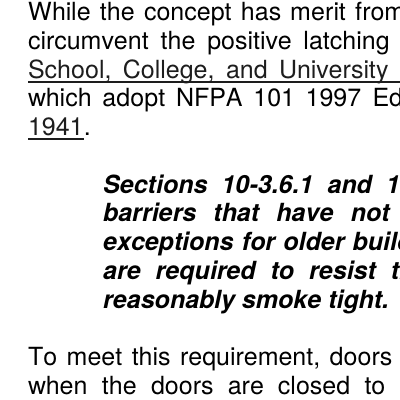 While the concept has merit from
circumvent the positive latching
School, College, and University
which adopt NFPA 101 1997 Ed
1941.
Sections 10-3.6.1 and 1
barriers that have not
exceptions for older buil
are required to resist t
reasonably smoke tight.
To meet this requirement, doors
when the doors are closed to